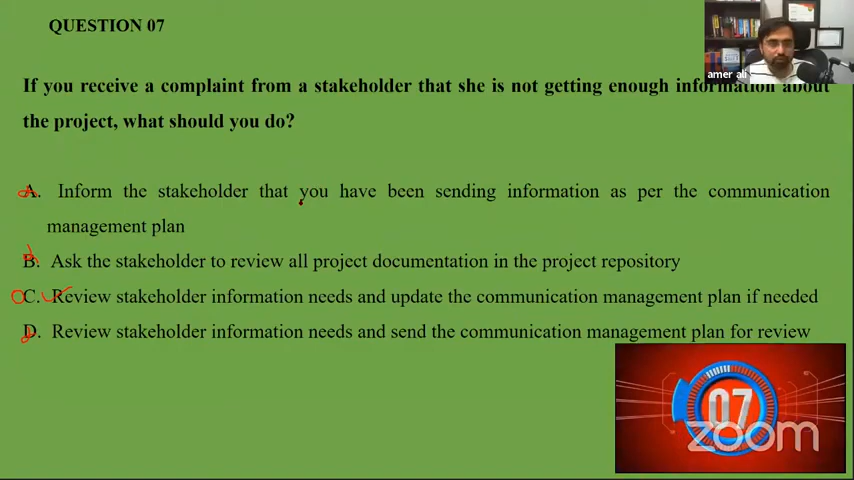 QUESTION 07
amer ali
If you receive a complaint from a stakeholder that she is not getting enough information about
the project, what should you do?
A. Inform the stakeholder that you have been sending information as per the communication
management plan
B. Ask the stakeholder to review all project documentation in the project repository
C. Review stakeholder information needs and update the communication management plan if needed
D. Review stakeholder information needs and send the communication management plan for review
07
zoom